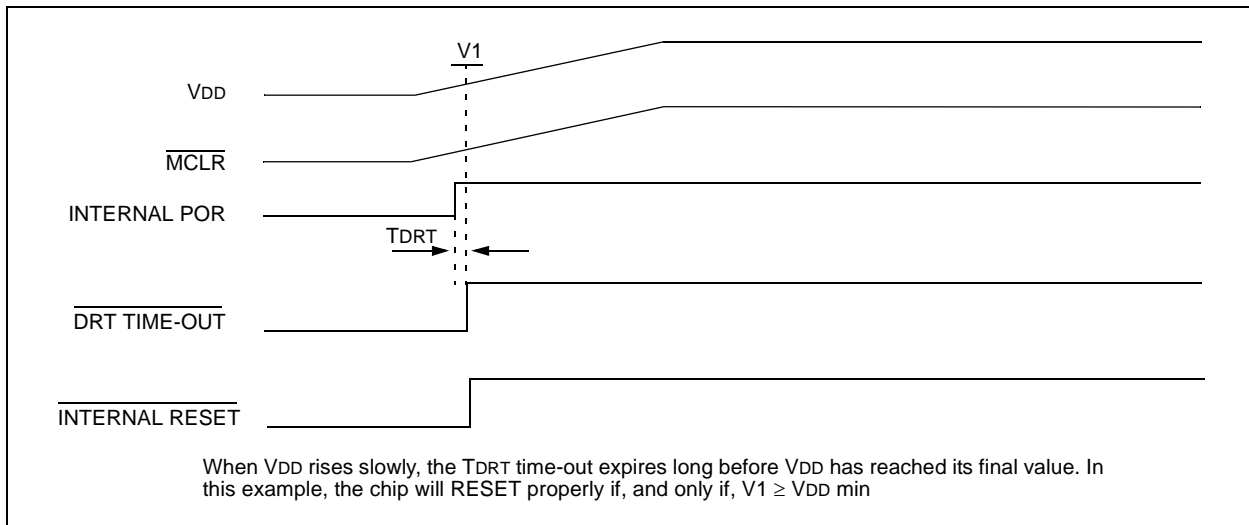 V1
VDD
MCLR
INTERNAL POR
TDRT
DRT TIME-OUT
INTERNAL RESET
When VDD rises slowly, the TDRT time-out expires long before VDD has reached its final value. In
this example, the chip will RESET properly if, and only if, V1 ≥ VDD min